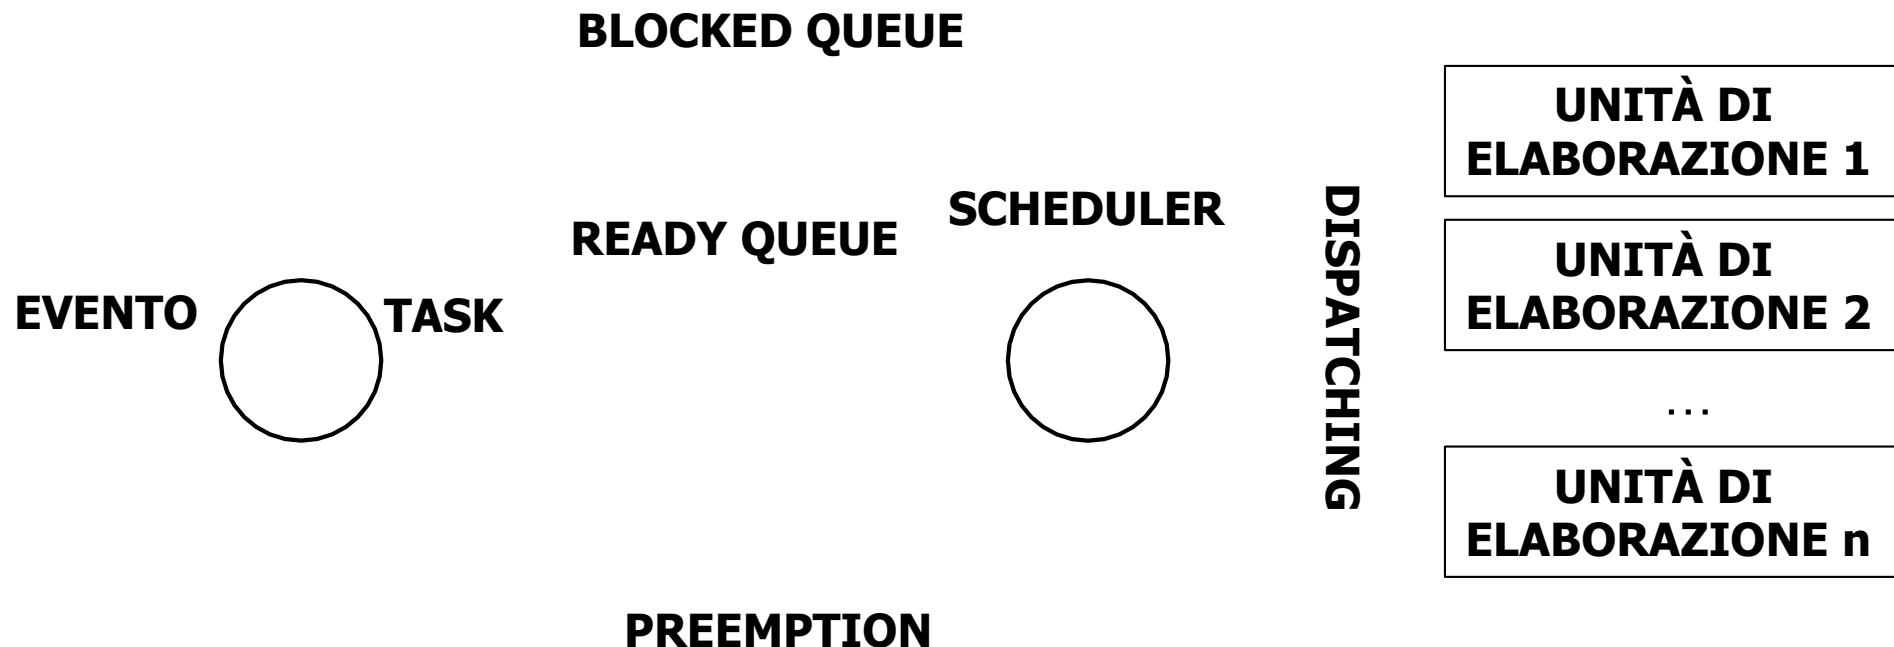 BLOCKED QUEUE
UNITÀ DI
ELABORAZIONE 1
SCHEDULER
READY QUEUE
DISPATCHING
UNITÀ DI
ELABORAZIONE 2
EVENTO
TASK
...
UNITÀ DI
ELABORAZIONE n
PREEMPTION